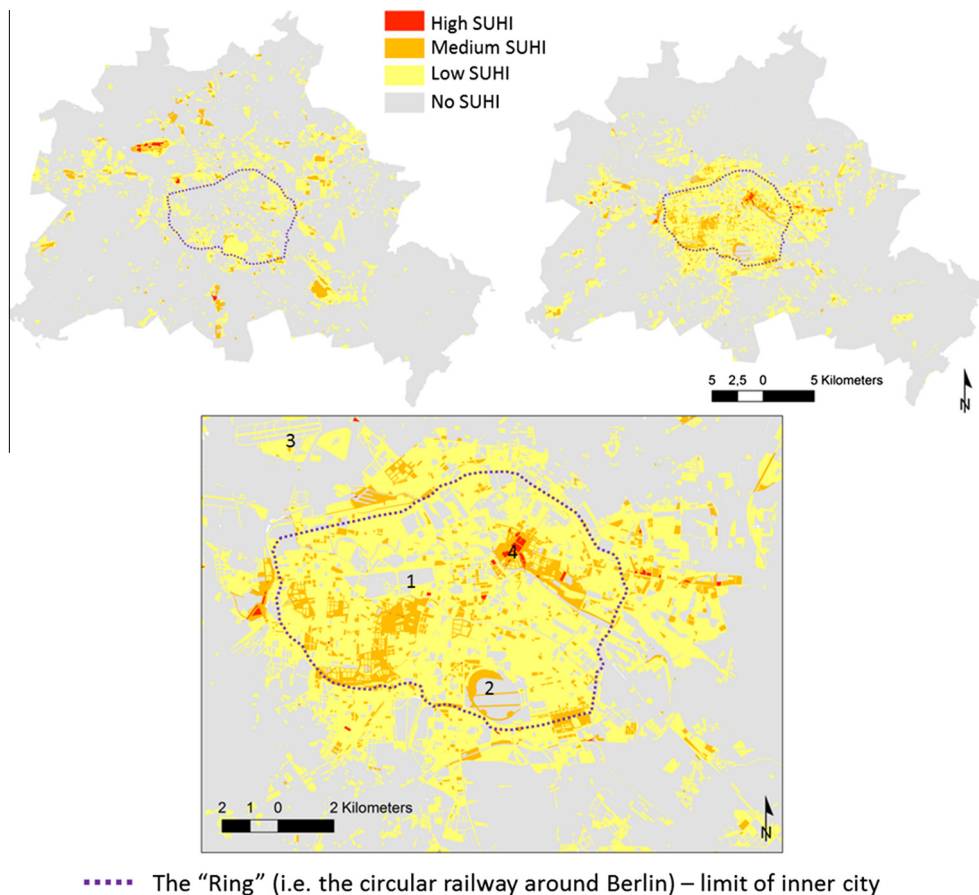 High SUHI
Medium SUHI
Low SUHI
No SUHI
5 2,5 0 5 Kilometers
N
3
4
1
2
2 1 0 2 Kilometers
N
The “Ring” (i.e. the circular railway around Berlin) – limit of inner city